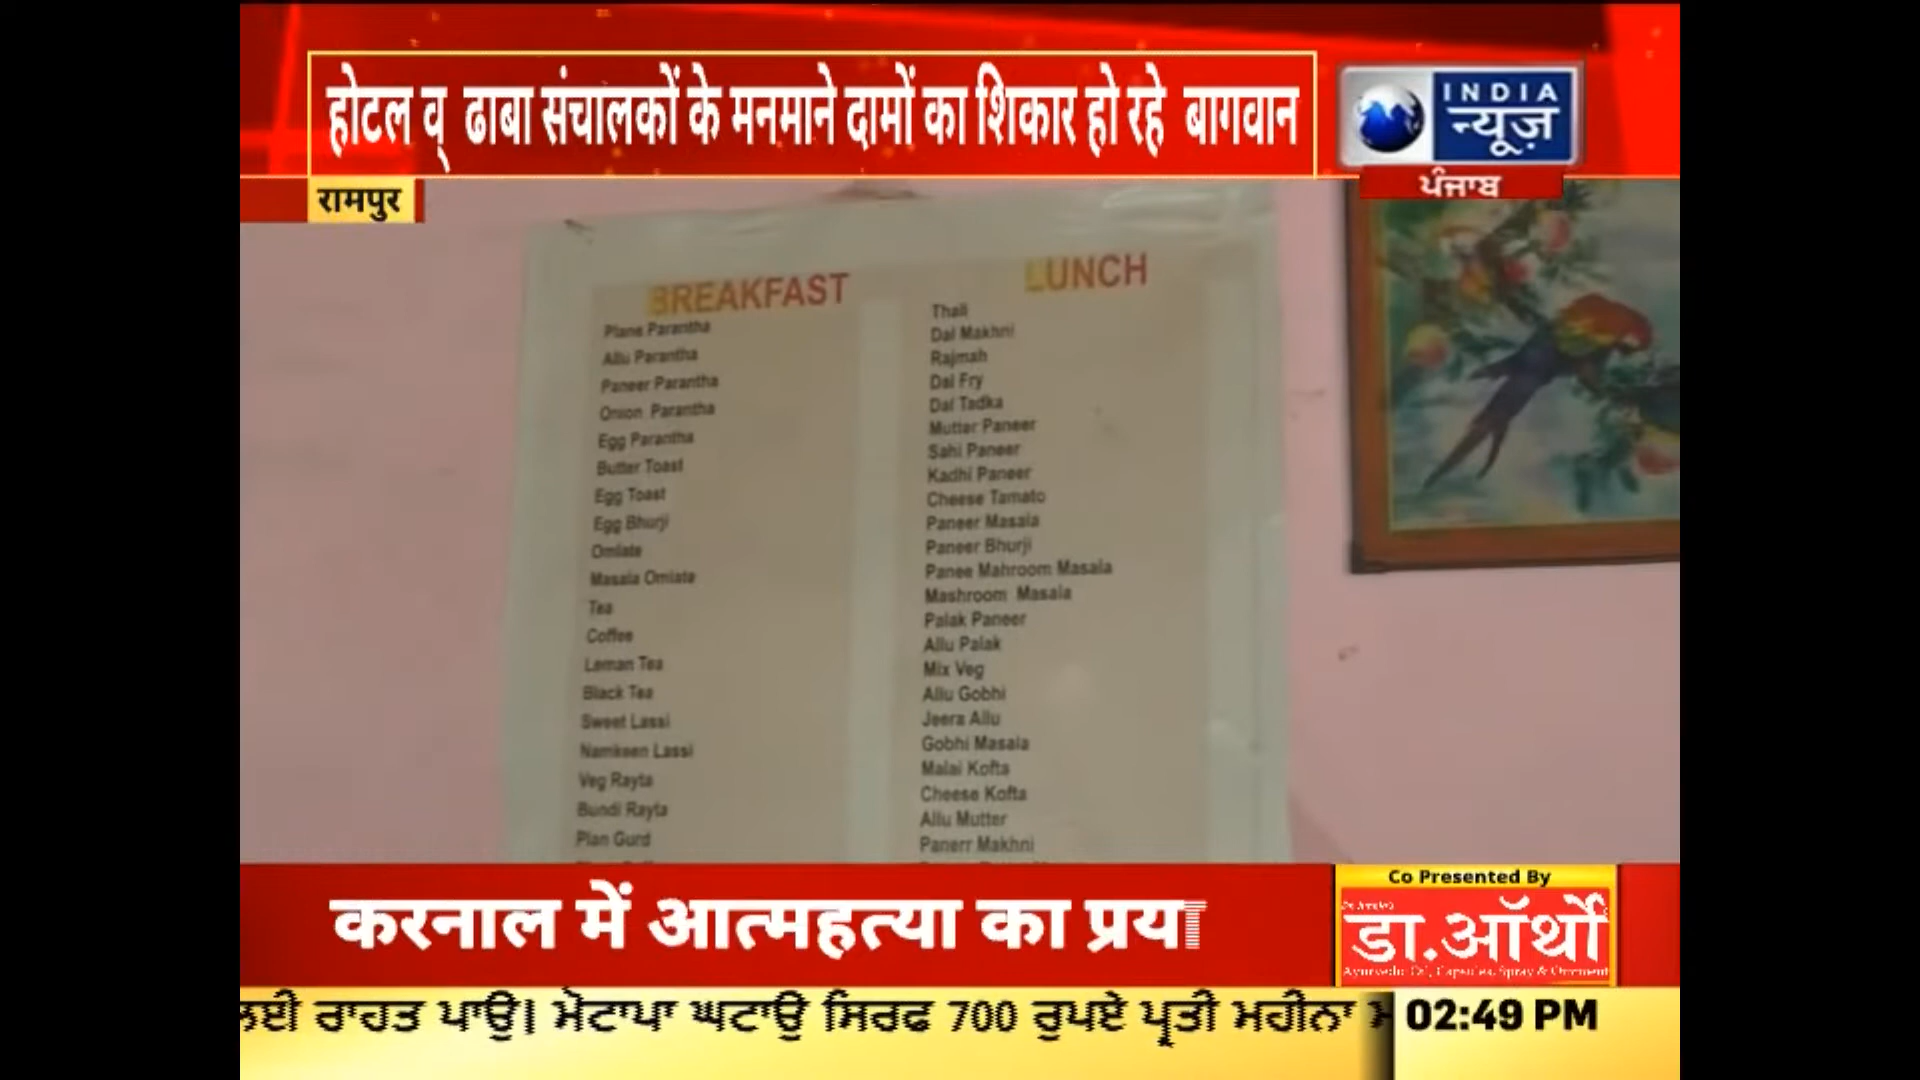 होटल व् ढाबा संचालकों के मनमाने दामों का शिकार हो रहे बागवान
INDIA
न्यूज़
ਪੰਜਾਬ
रामपुर
BREAKFAST
Plane Parantha
Allu Parantha
Paneer Parantha
Onion Parantha
Egg Parantha
Butter Toast
Egg Toast
Egg Bhurji
Omlate
Masala Omlate
Tea
Coffee
Leman Tea
Black Tea
Sweet Lassi
Namkeen Lassi
Veg Rayta
Bundi Rayta
Plan Gurd
LUNCH
Thali
Dal Makhni
Rajmah
Dal Fry
Dal Tadka
Mutter Paneer
Sahi Paneer
Kadhi Paneer
Cheese Tamato
Paneer Masala
Paneer Bhurji
Panee Mahroom Masala
Mashroom Masala
Palak Paneer
Allu Palak
Mix Veg
Allu Gobhi
Jeera Allu
Gobhi Masala
Malai Kofta
Cheese Kofta
Allu Mutter
Panerr Makhni
करनाल में आत्महत्या का प्रया
Co Presented By
डा.ऑर्थो
Ayurvedic Oil, Capsules, Spray & Ointment
ਰਾਹਤ ਪਾਉ| ਮੋਟਾਪਾ ਘਟਾਉ ਸਿਰਫ 700 ਰੁਪਏ ਪ੍ਰਤੀ ਮਹੀਨਾ
02:49 PM